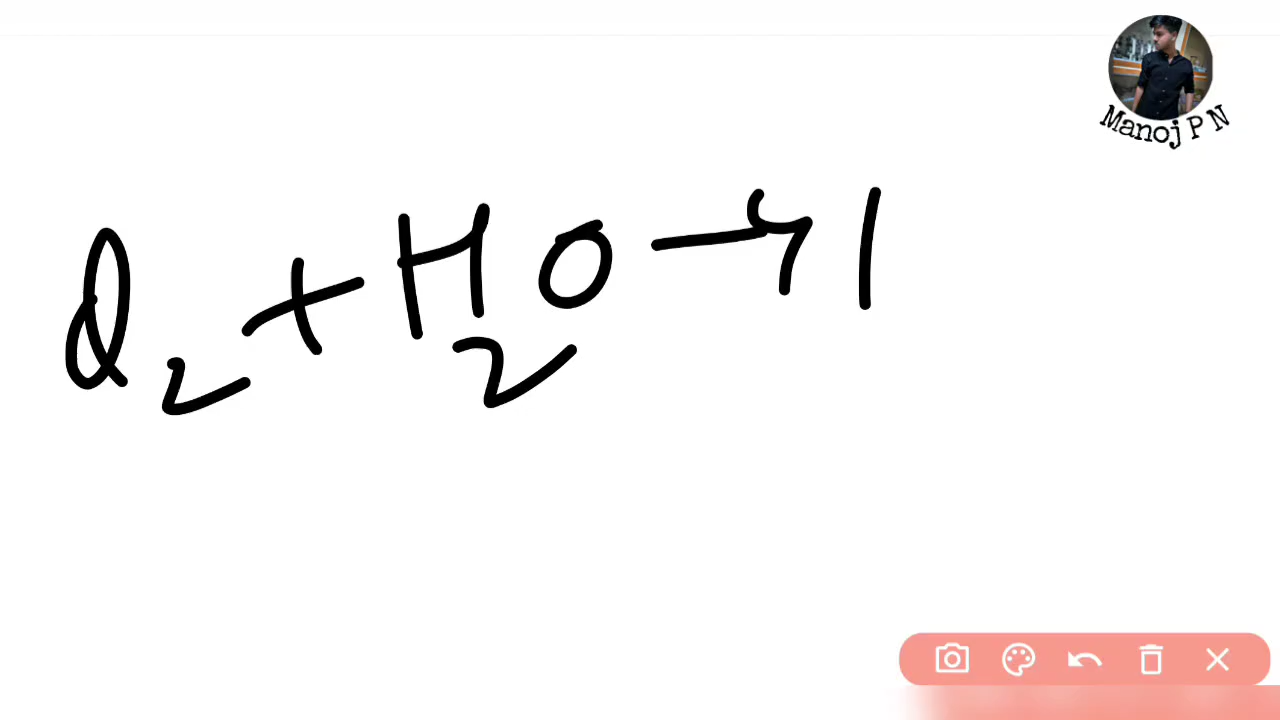 Manoj P N
Cl₂ + H₂O → |